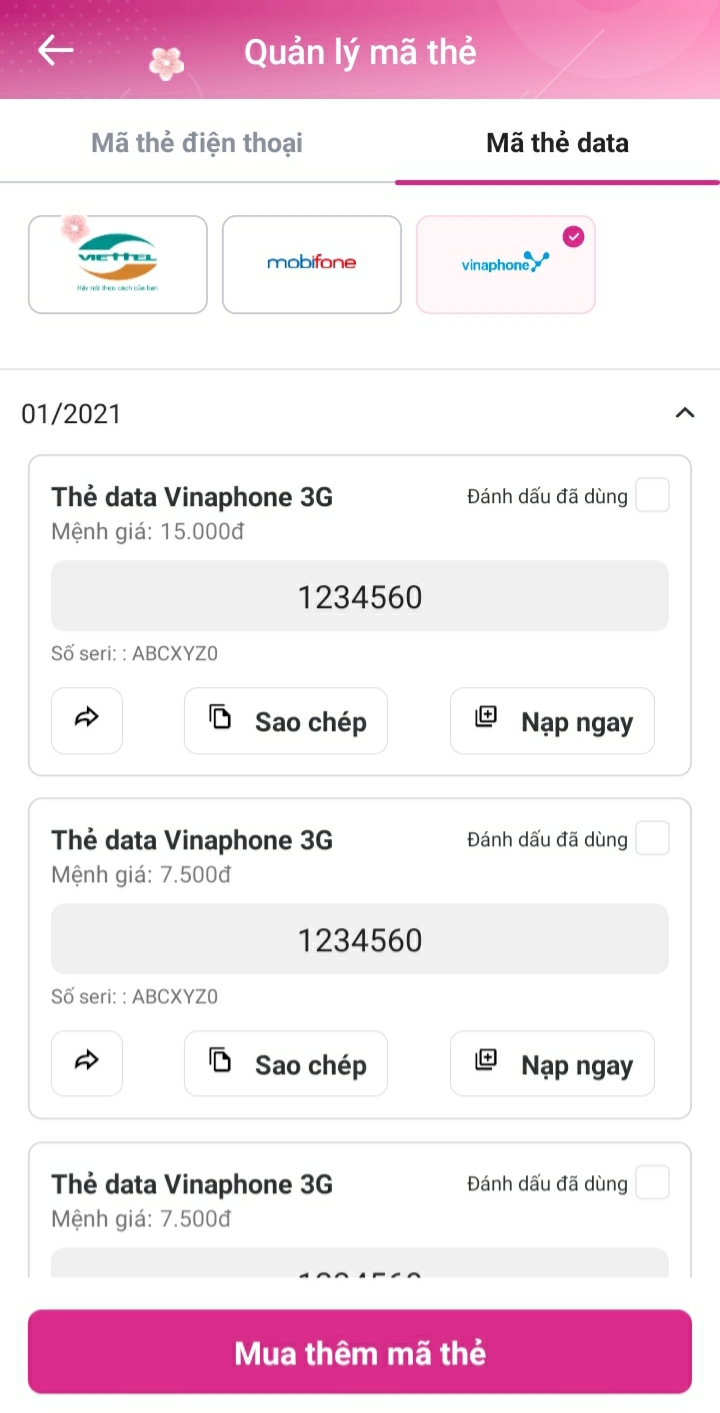 Quản lý mã thẻ
Mã thẻ điện thoại
Mã thẻ data
VIETTEL
Hãy nói theo cách của bạn
mobifone
vinaphone
01/2021
Thẻ data Vinaphone 3G
Đánh dấu đã dùng
Mệnh giá: 15.000đ
1234560
Số seri: : ABCXYZ0
Sao chép
Nạp ngay
Thẻ data Vinaphone 3G
Đánh dấu đã dùng
Mệnh giá: 7.500đ
1234560
Số seri: : ABCXYZ0
Sao chép
Nạp ngay
Thẻ data Vinaphone 3G
Đánh dấu đã dùng
Mệnh giá: 7.500đ
Mua thêm mã thẻ